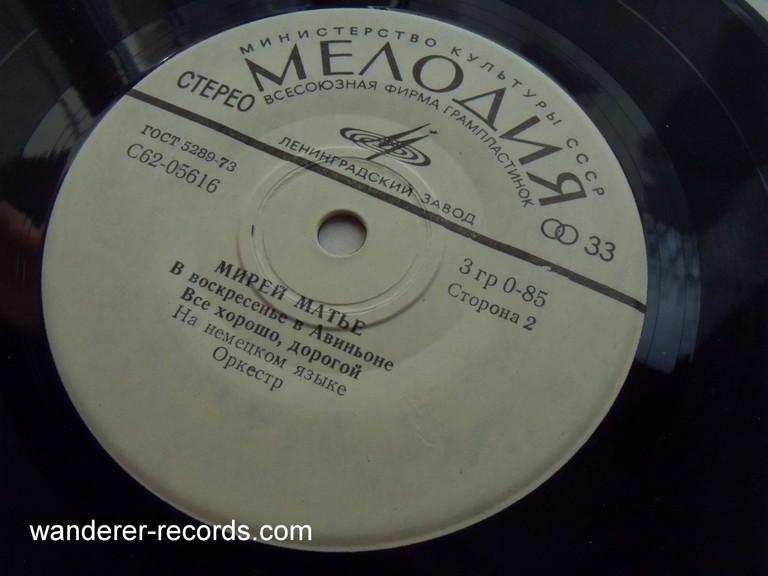 МИНИСТЕРСТВО КУЛЬТУРЫ СССР
МЕЛОДИЯ
ВСЕСОЮЗНАЯ ФИРМА ГРАМПЛАСТИНОК
СТЕРЕО
ЛЕНИНГРАДСКИЙ ЗАВОД
33
ГОСТ 5289-73
С62-05616
3 гр 0-85
Сторона 2
МИРЕЙ МАТЬЕ
В воскресенье в Авиньоне
Все хорошо, дорогой
На немецком языке
Оркестр
wanderer-records.com